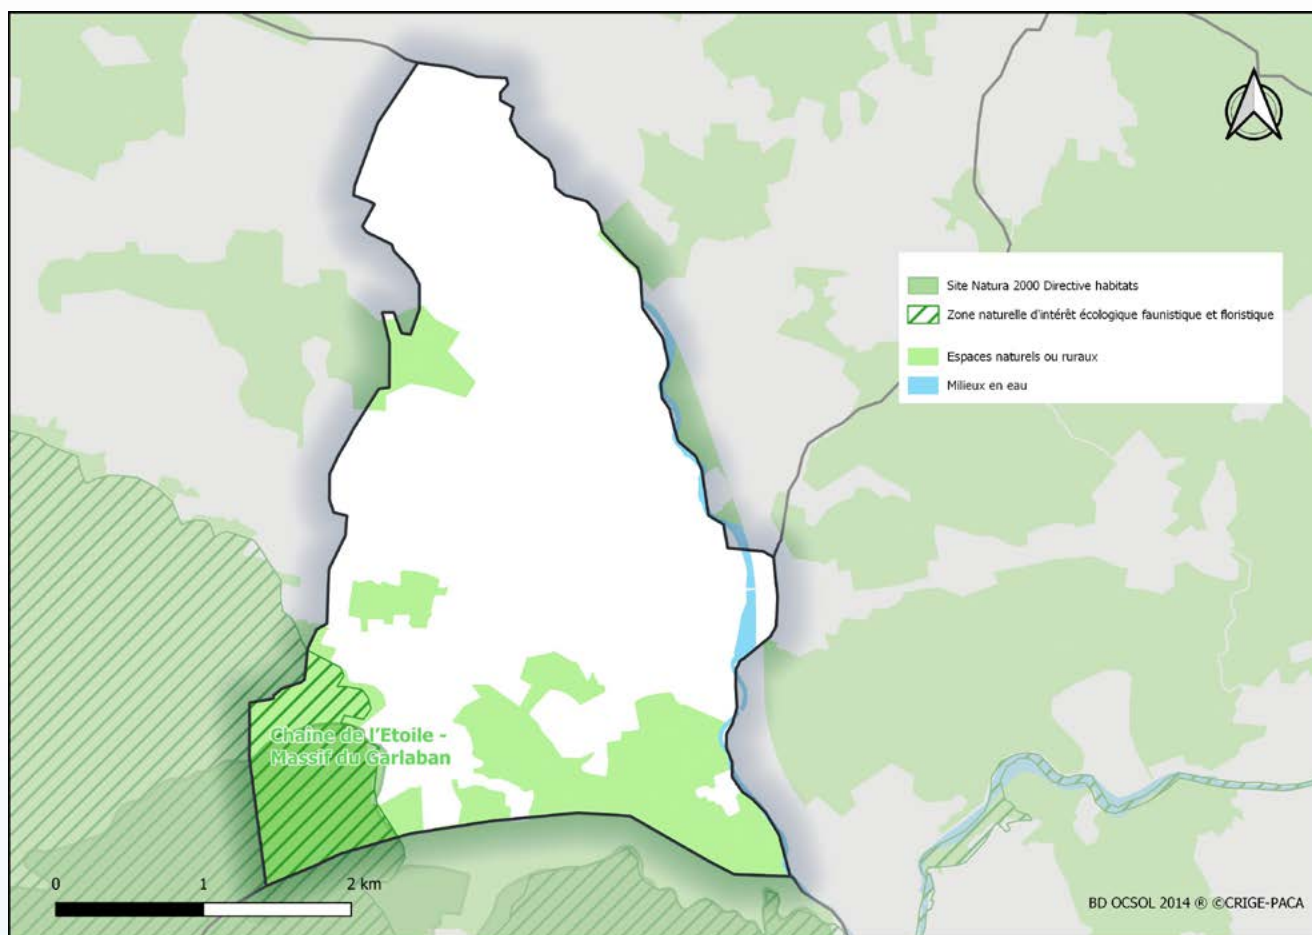 Site Natura 2000 Directive habitats
Zone naturelle d'intérêt écologique faunistique et floristique
Espaces naturels ou ruraux
Milieux en eau
Chaîne de l'Etoile -
Massif du Garlaban
0 1 2 km
BD OCSOL 2014 ® ©CRIGE-PACA